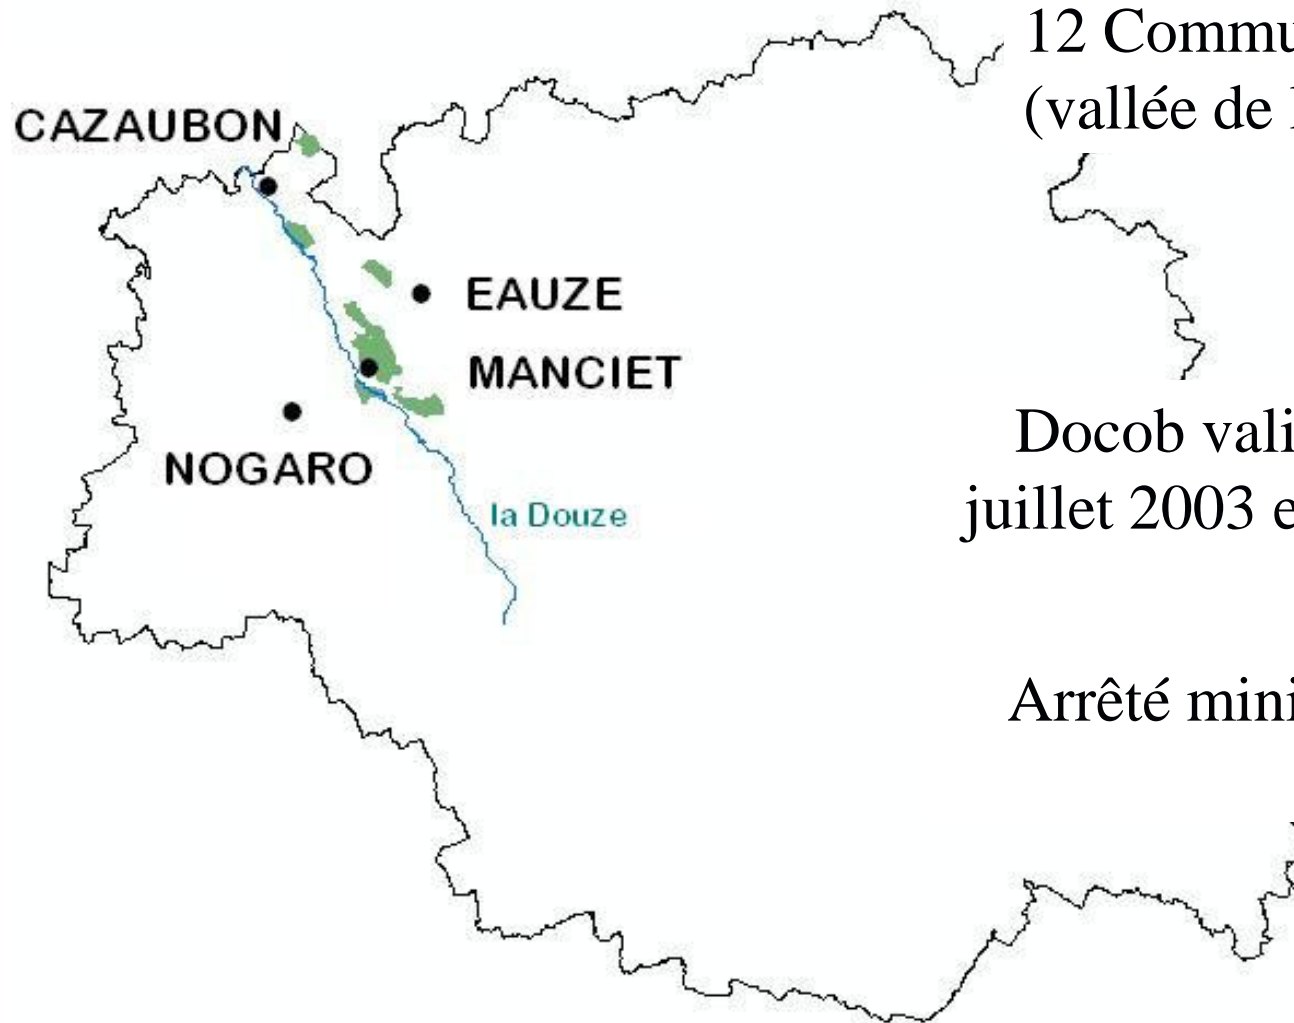 12 Commu
(vallée de
CAZAUBON
EAUZE
MANCIET
NOGARO
la Douze
Docob vali
juillet 2003 e
Arrêté mini